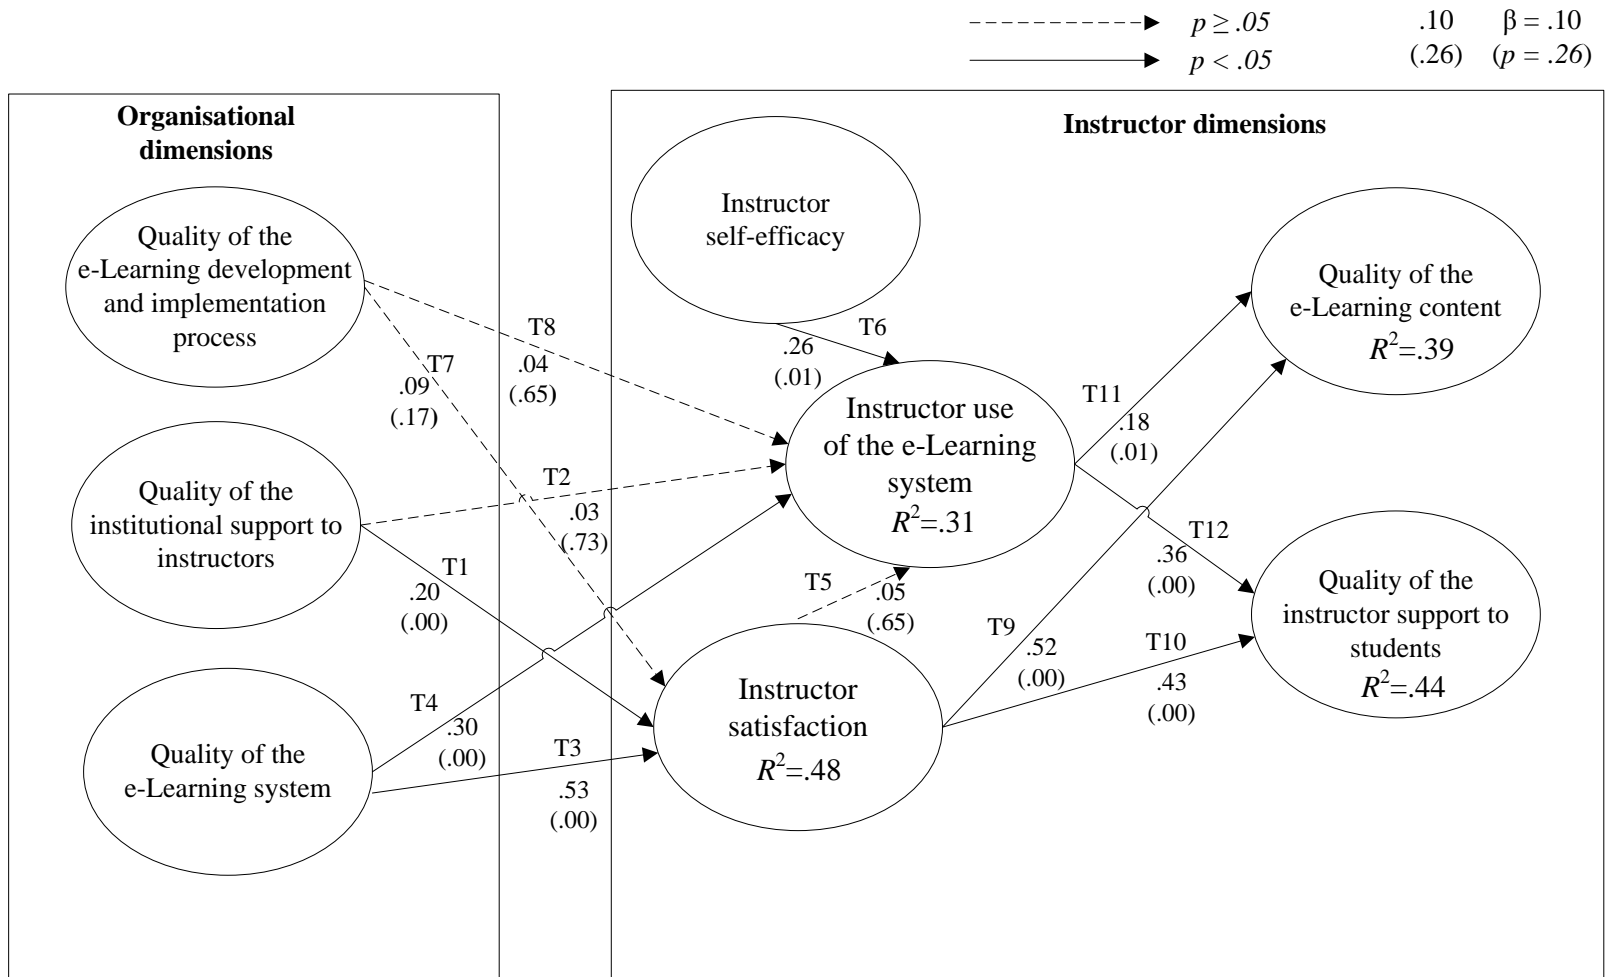 p ≥ .05
.10 β = .10
p < .05
(.26) (p = .26)
Organisational
dimensions
Instructor dimensions
Quality of the
e-Learning development
and implementation
process
Instructor
self-efficacy
Quality of the
e-Learning content
R²=.39
T8
.04
(.65)
T7
.09
(.17)
T6
.26
(.01)
Instructor use
of the e-Learning
system
R²=.31
T11
.18
(.01)
Quality of the
institutional support to
instructors
T2
.03
(.73)
T1
.20
(.00)
T5
.05
(.65)
T12
.36
(.00)
Quality of the
instructor support to
students
R²=.44
T9
.52
(.00)
T10
.43
(.00)
Quality of the
e-Learning system
T4
.30
(.00)
T3
.53
(.00)
Instructor
satisfaction
R²=.48